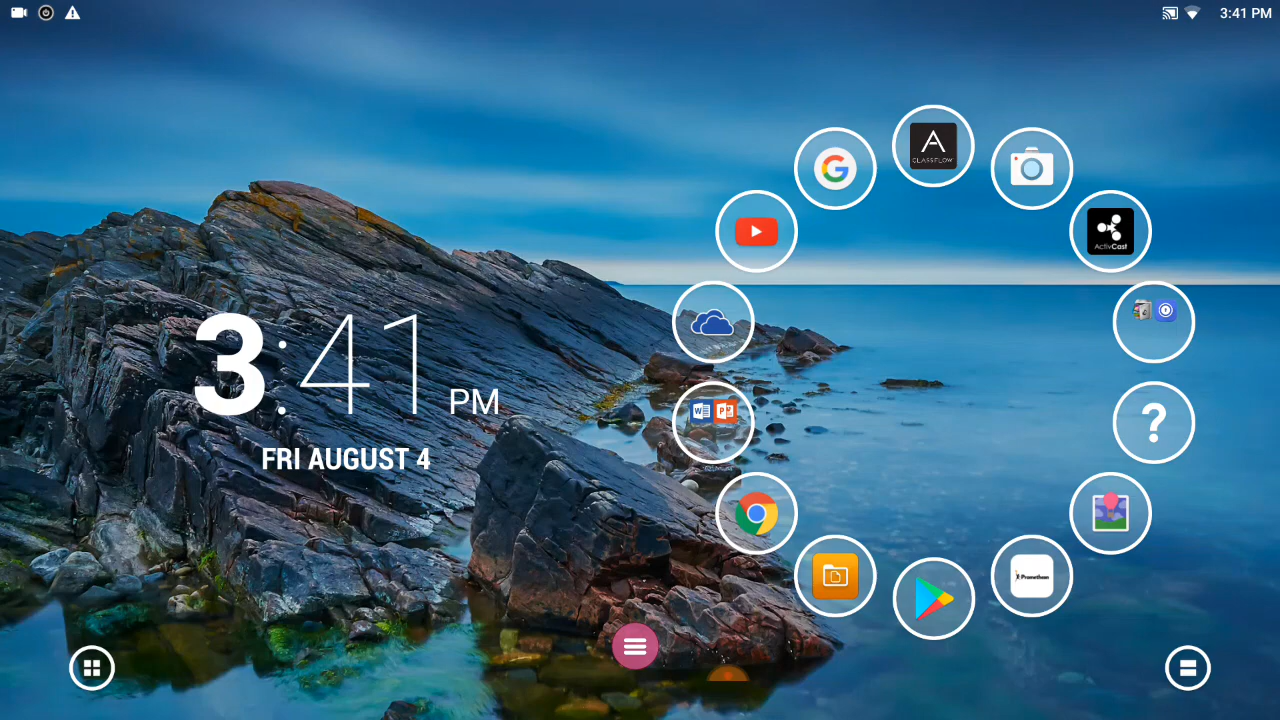 3:41 PM
CLASSFLOW
ActivCast
3:41 PM
FRI AUGUST 4
?
Promethean